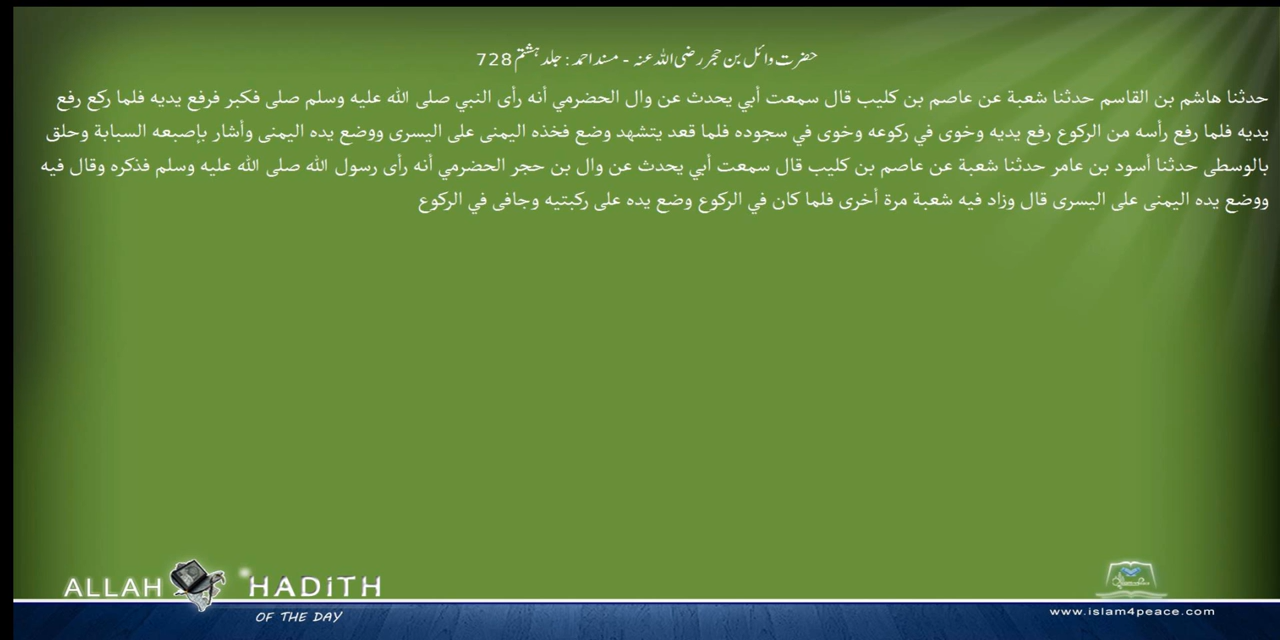 حضرت وائل بن حجر رضی اللہ عنہ - مسند احمد : جلد ہشتم 728
حدثنا هاشم بن القاسم حدثنا شعبة عن عاصم بن كليب قال سمعت أبي يحدث عن وال الحضرمي أنه رأى النبي صلى الله عليه وسلم صلى فكبر فرفع يديه فلما ركع رفع
يديه فلما رفع رأسه من الركوع رفع يديه وخوى في ركوعه وخوى في سجوده فلما قعد يتشهد وضع فخذه اليمنى على اليسرى ووضع يده اليمنى وأشار بإصبعه السبابة وحلق
بالوسطى حدثنا أسود بن عامر حدثنا شعبة عن عاصم بن كليب قال سمعت أبي يحدث عن وال بن حجر الحضرمي أنه رأى رسول الله صلى الله عليه وسلم فذكره وقال فيه
ووضع يده اليمنى على اليسرى قال وزاد فيه شعبة مرة أخرى فلما كان في الركوع وضع يده على ركبتيه وجافى في الركوع
ALLAH HADITH
OF THE DAY
www.islam4peace.com